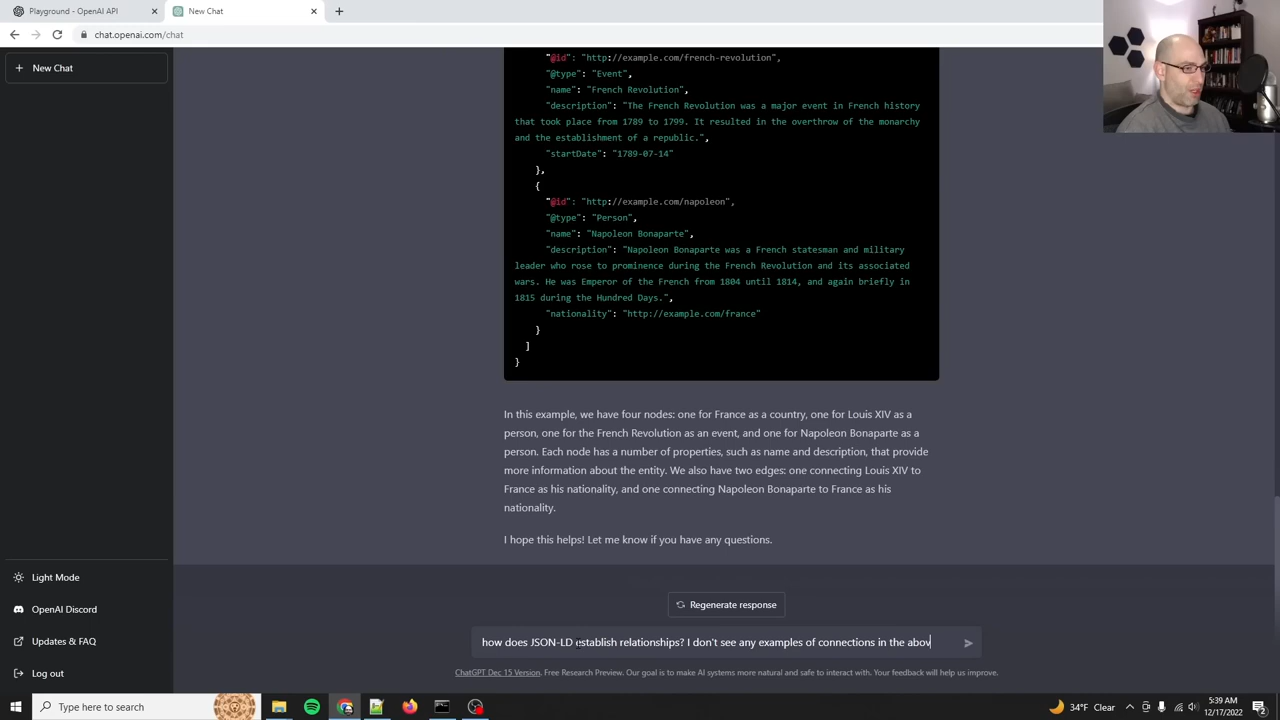 Playground - OpenAI API
New Chat
chat.openai.com/chat
New Chat
"@id": "http://example.com/french-revolution",
"@type": "Event",
"name": "French Revolution",
"description": "The French Revolution was a major event in French history
that took place from 1789 to 1799. It resulted in the overthrow of the monarchy
and the establishment of a republic.",
"startDate": "1789-07-14"
},
{
"@id": "http://example.com/napoleon",
"@type": "Person",
"name": "Napoleon Bonaparte",
"description": "Napoleon Bonaparte was a French statesman and military
leader who rose to prominence during the French Revolution and its associated
wars. He was Emperor of the French from 1804 until 1814, and again briefly in
1815 during the Hundred Days.",
"nationality": "http://example.com/france"
}
]
}
In this example, we have four nodes: one for France as a country, one for Louis XIV as a
person, one for the French Revolution as an event, and one for Napoleon Bonaparte as a
person. Each node has a number of properties, such as name and description, that provide
more information about the entity. We also have two edges: one connecting Louis XIV to
France as his nationality, and one connecting Napoleon Bonaparte to France as his
nationality.
I hope this helps! Let me know if you have any questions.
Light Mode
OpenAI Discord
Updates & FAQ
Log out
Regenerate response
how does JSON-LD establish relationships? I don't see any examples of connections in the abov
ChatGPT Dec 15 Version. Free Research Preview. Our goal is to make AI systems more natural and safe to interact with. Your feedback will help us improve.
Type here to search
34°F Clear
5:39 AM
12/17/2022